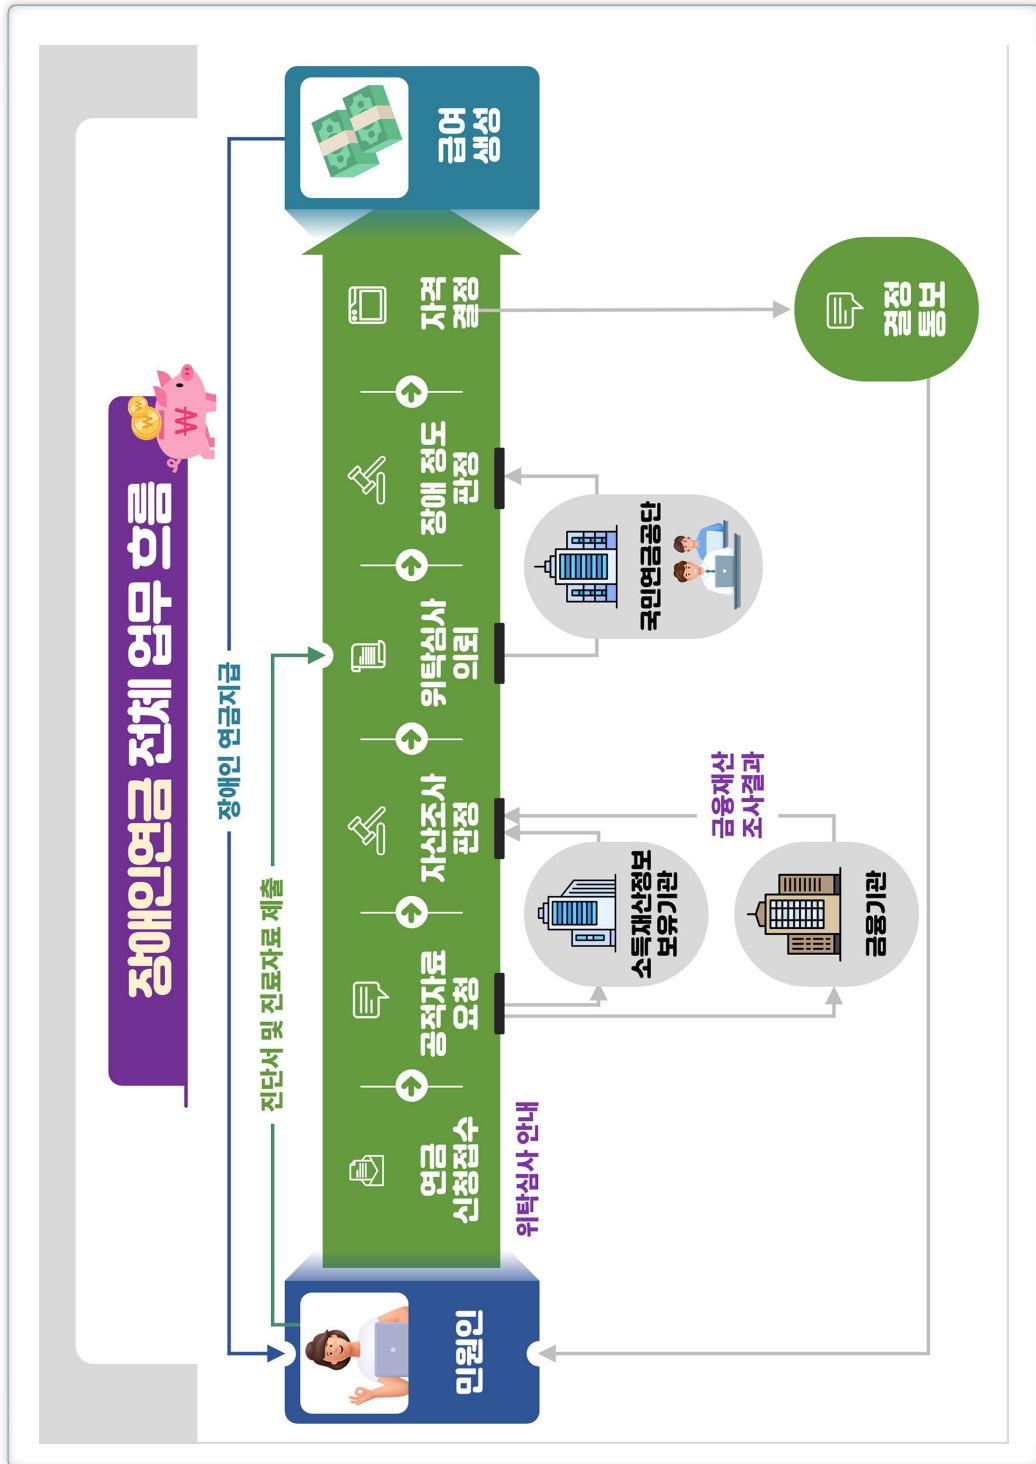 장애인연금 전체 업무 흐름
장애인 연금지급
진단서 및 진료자료 제출
민원인
연금
신청접수
공적자료
요청
자산조사
판정
위탁심사
의뢰
장애 정도
판정
자격
결정
급여
생성
위탁심사 안내
소득재산정보
보유기관
금융기관
금융재산
조사결과
국민연금공단
결정
통보